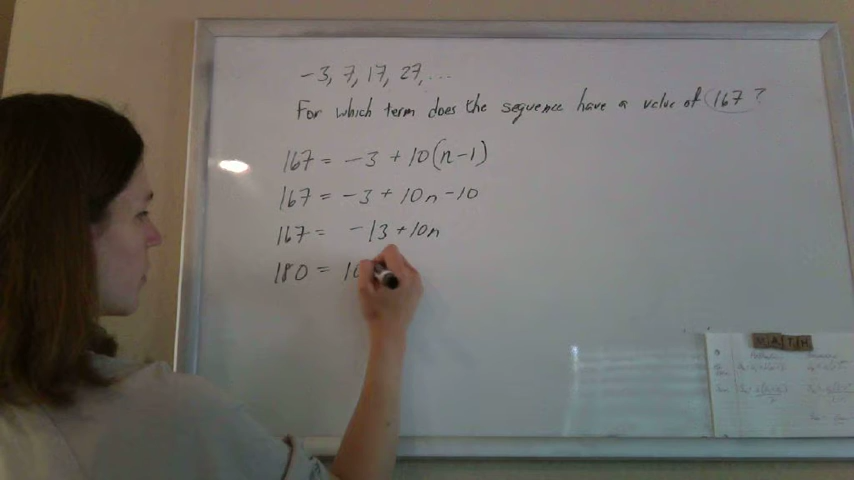 -3, 7, 17, 27, ...
For which term does the sequence have a value of 167?
167 = -3 + 10(n-1)
167 = -3 + 10n - 10
167 = -13 + 10n
180 = 10
MATH